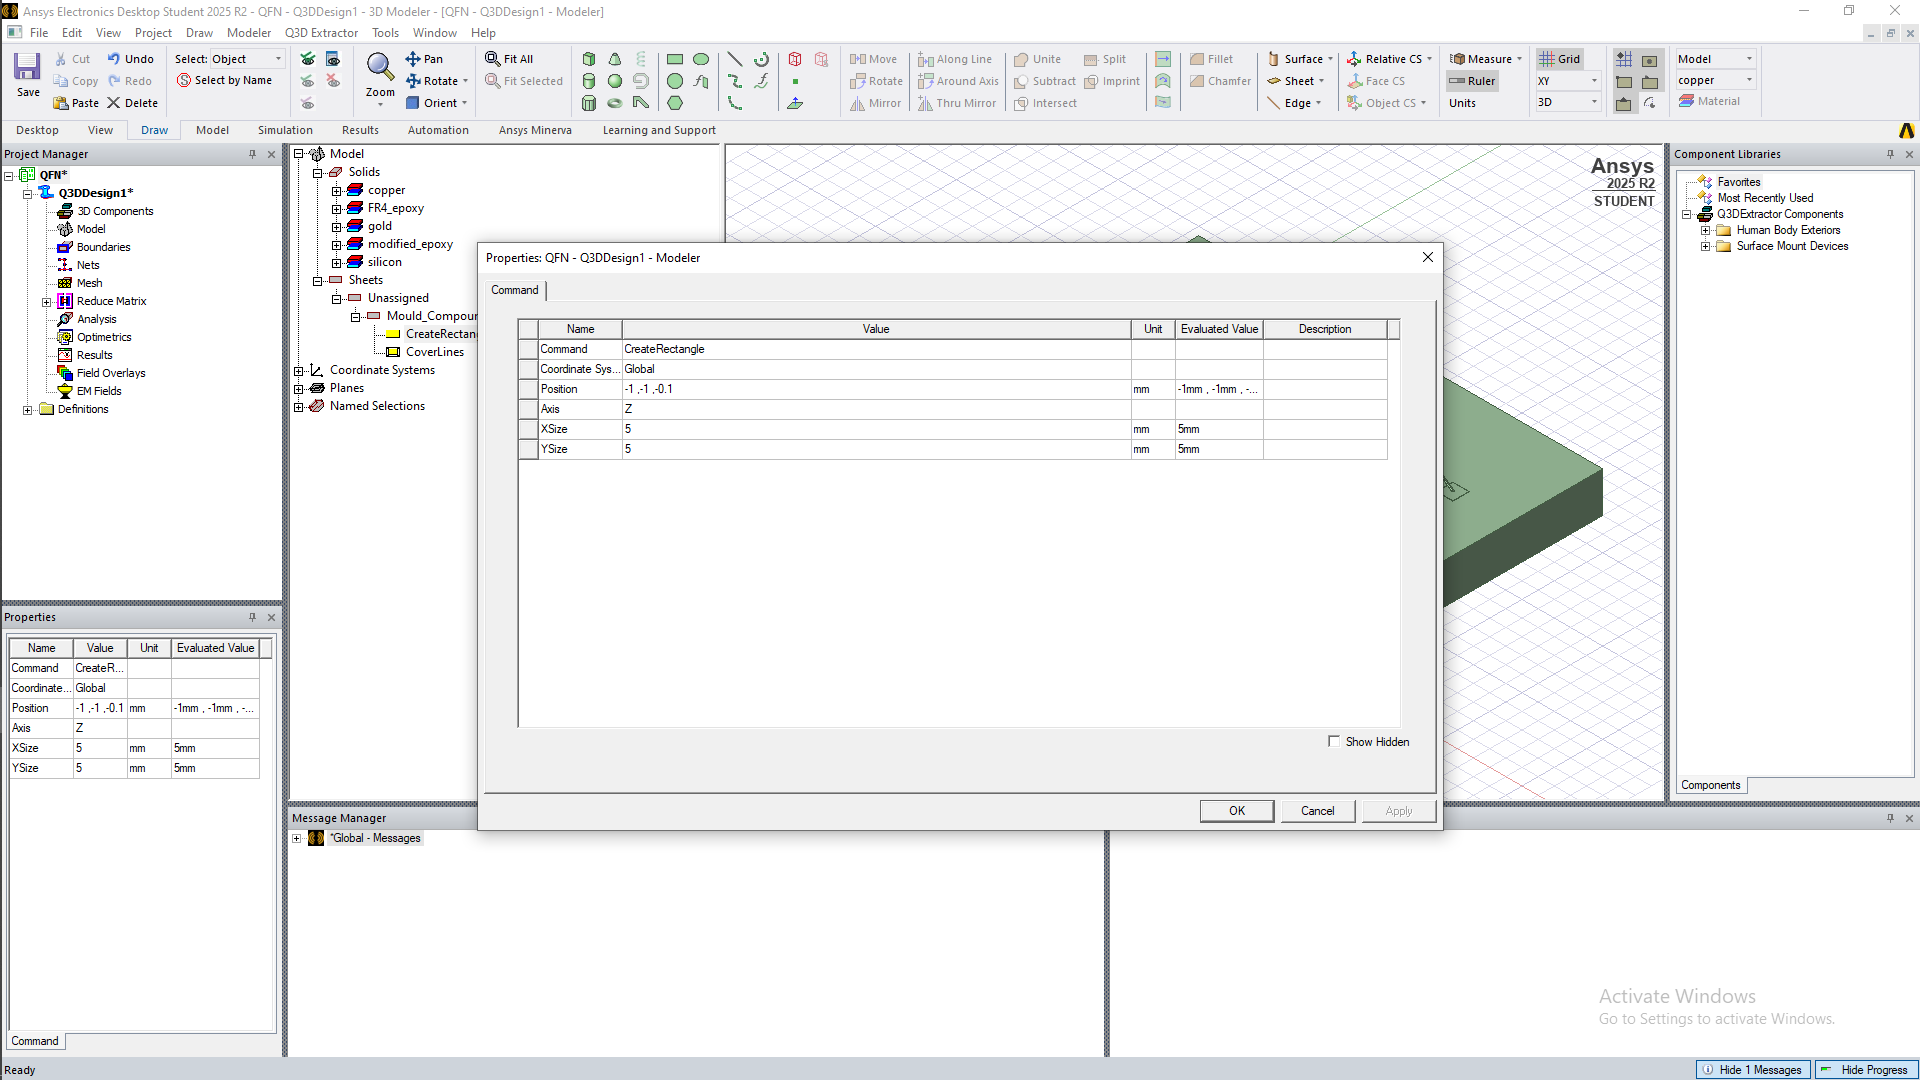 Ansys Electronics Desktop Student 2025 R2 - QFN - Q3DDesign1 - 3D Modeler - [QFN - Q3DDesign1 - Modeler]
File Edit View Project Draw Modeler Q3D Extractor Tools Window Help
Save
Cut
Copy
Paste
Undo
Redo
Delete
Select: Object
Select by Name
Zoom
Pan
Rotate
Orient
Fit All
Fit Selected
Move
Rotate
Mirror
Along Line
Around Axis
Thru Mirror
Unite
Subtract
Intersect
Split
Imprint
Fillet
Chamfer
Surface
Sheet
Edge
Relative CS
Face CS
Object CS
Measure
Ruler
Units
Grid
XY
3D
Model
copper
Material
Desktop View Draw Model Simulation Results Automation Ansys Minerva Learning and Support
Project Manager
QFN*
Q3DDesign1*
3D Components
Model
Boundaries
Nets
Mesh
Reduce Matrix
Analysis
Optimetrics
Results
Field Overlays
EM Fields
Definitions
Properties
Name Value Unit Evaluated Value
Command CreateR...
Coordinate... Global
Position -1 ,-1 ,-0.1 mm -1mm , -1mm , -...
Axis Z
XSize 5 mm 5mm
YSize 5 mm 5mm
Command
Model
Solids
copper
FR4_epoxy
gold
modified_epoxy
silicon
Sheets
Unassigned
Mould_Compour
CreateRectang
CoverLines
Coordinate Systems
Planes
Named Selections
Ansys
2025 R2
STUDENT
Properties: QFN - Q3DDesign1 - Modeler
Command
Name Value Unit Evaluated Value Description
Command CreateRectangle
Coordinate Sys... Global
Position -1 ,-1 ,-0.1 mm -1mm , -1mm , -...
Axis Z
XSize 5 mm 5mm
YSize 5 mm 5mm
Show Hidden
OK Cancel Apply
Component Libraries
Favorites
Most Recently Used
Q3DExtractor Components
Human Body Exteriors
Surface Mount Devices
Components
Message Manager
*Global - Messages
Activate Windows
Go to Settings to activate Windows.
Ready
Hide 1 Messages Hide Progress